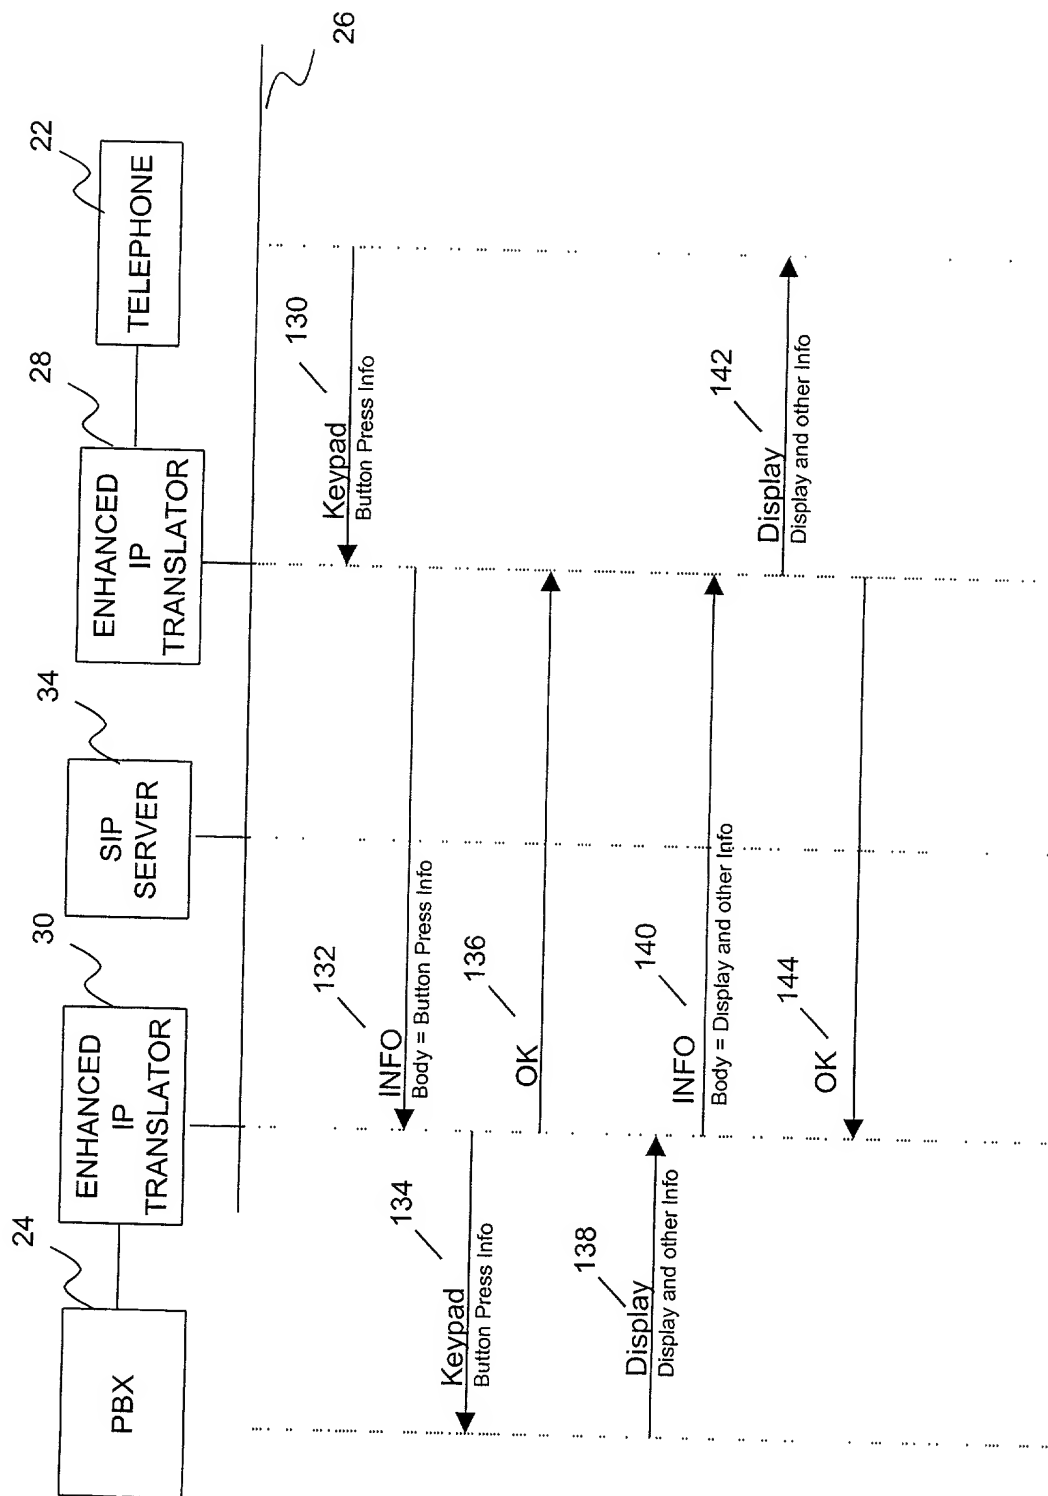 24
30
34
28
22
26
PBX
ENHANCED
IP
TRANSLATOR
SIP
SERVER
ENHANCED
IP
TRANSLATOR
TELEPHONE
130
Keypad
Button Press Info
132
INFO
Body = Button Press Info
134
Keypad
Button Press Info
136
OK
138
Display
Display and other Info
140
INFO
Body = Display and other Info
142
Display
Display and other Info
144
OK